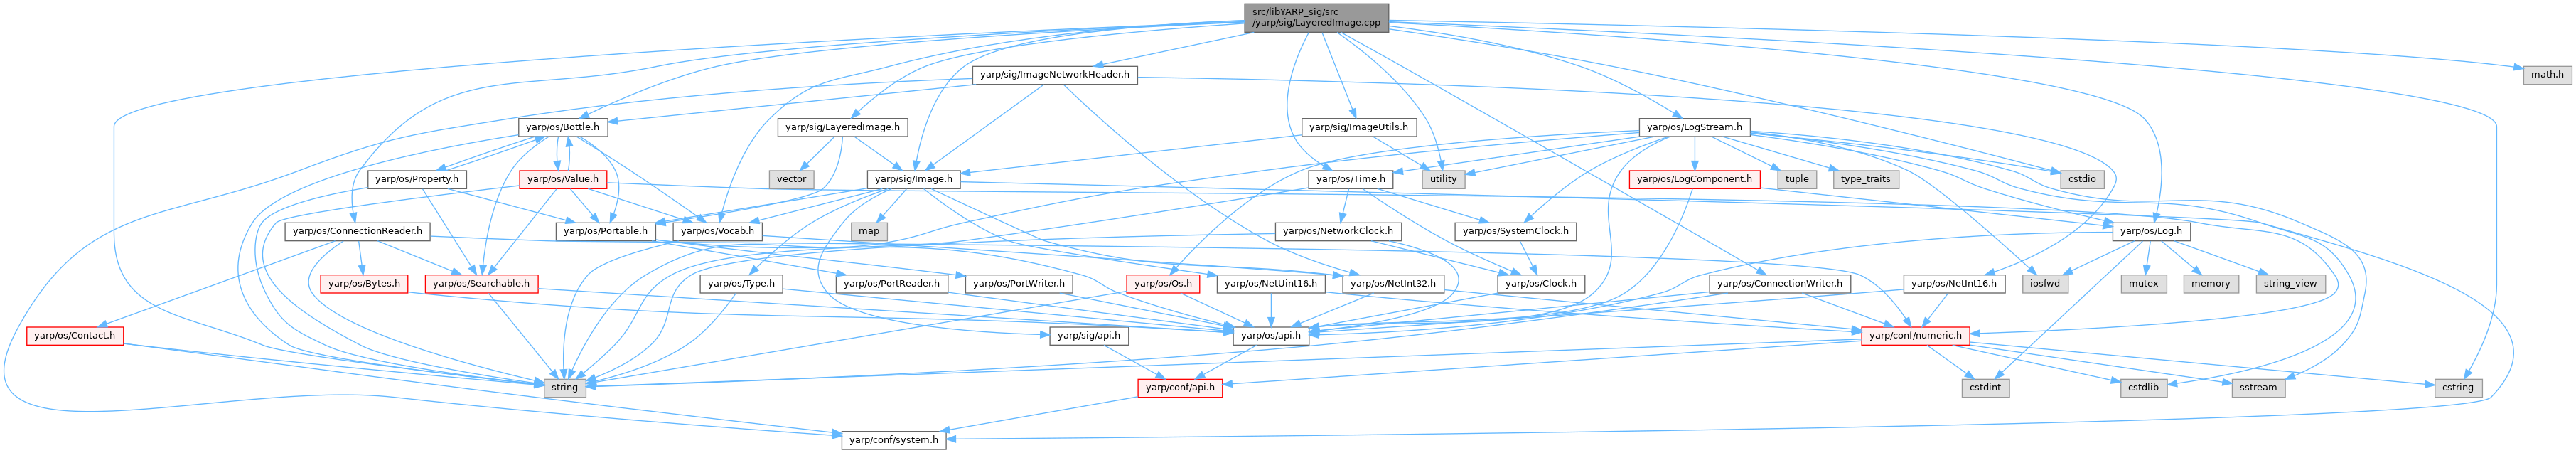 src/libYARP_sig/src
/yarp/sig/LayeredImage.cpp
yarp/sig/ImageNetworkHeader.h
math.h
yarp/os/Bottle.h
yarp/sig/LayeredImage.h
yarp/sig/ImageUtils.h
yarp/os/LogStream.h
yarp/os/Property.h
yarp/os/Value.h
vector
yarp/sig/Image.h
utility
yarp/os/Time.h
yarp/os/LogComponent.h
tuple
type_traits
cstdio
yarp/os/ConnectionReader.h
yarp/os/Portable.h
yarp/os/Vocab.h
map
yarp/os/NetworkClock.h
yarp/os/SystemClock.h
yarp/os/Log.h
yarp/os/Bytes.h
yarp/os/Searchable.h
yarp/os/Type.h
yarp/os/PortReader.h
yarp/os/PortWriter.h
yarp/os/Os.h
yarp/os/NetUint16.h
yarp/os/NetInt32.h
yarp/os/Clock.h
yarp/os/ConnectionWriter.h
yarp/os/NetInt16.h
iosfwd
mutex
memory
string_view
yarp/os/Contact.h
yarp/sig/api.h
yarp/os/api.h
yarp/conf/numeric.h
string
yarp/conf/api.h
cstdint
cstdlib
sstream
cstring
yarp/conf/system.h